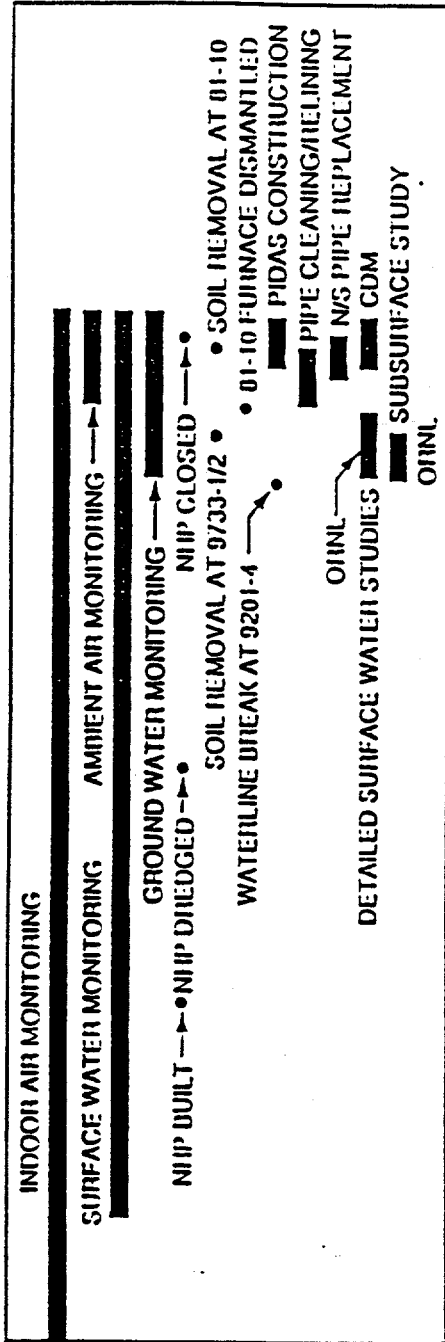 INDOOR AIR MONITORING
SURFACE WATER MONITORING
AMBIENT AIR MONITORING
GROUND WATER MONITORING
NHP BUILT
NHP DREDGED
NHP CLOSED
SOIL REMOVAL AT 9733-1/2
SOIL REMOVAL AT 81-10
81-10 FURNACE DISMANTLED
WATERLINE BREAK AT 9201-4
PIDAS CONSTRUCTION
PIPE CLEANING/RELINING
N/S PIPE REPLACEMENT
ORNL
DETAILED SURFACE WATER STUDIES
CDM
SUBSURFACE STUDY
ORNL